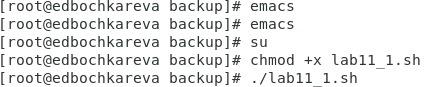 [root@edbochkareva backup]# emacs
[root@edbochkareva backup]# emacs
[root@edbochkareva backup]# su
[root@edbochkareva backup]# chmod +x lab11_1.sh
[root@edbochkareva backup]# ./lab11_1.sh